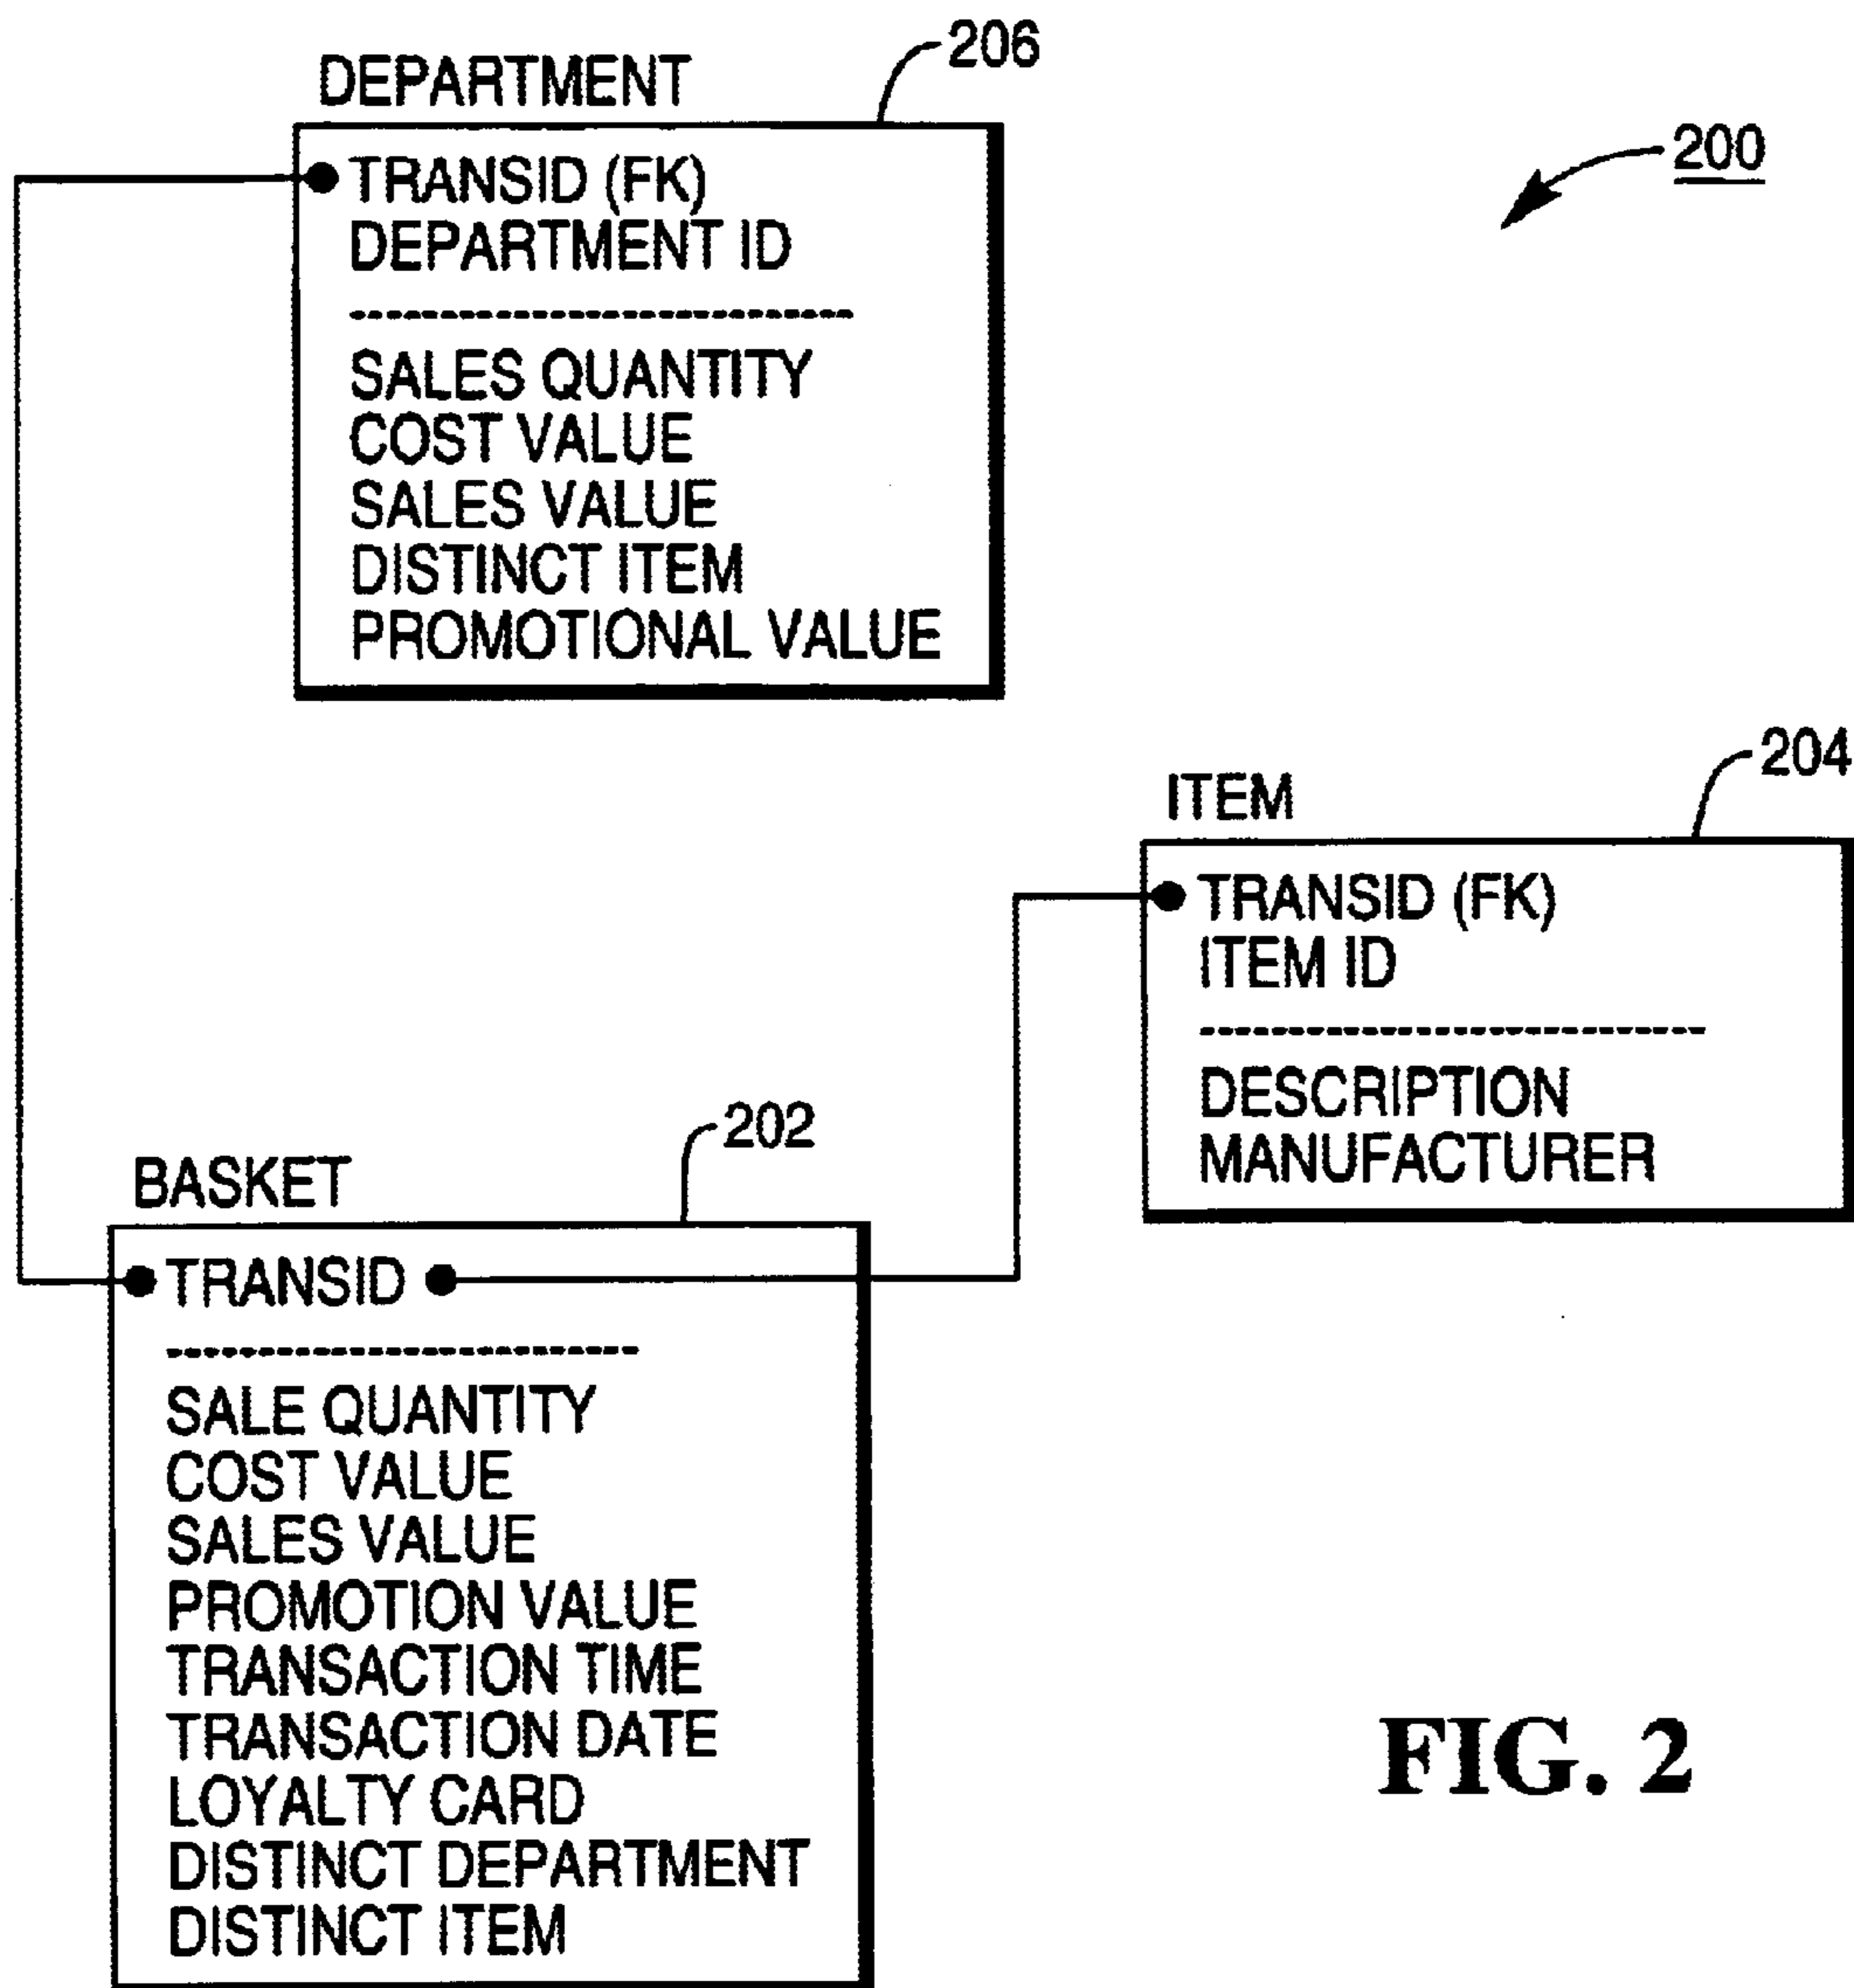 206
DEPARTMENT
200
TRANSID (FK)
DEPARTMENT ID
SALES QUANTITY
COST VALUE
SALES VALUE
DISTINCT ITEM
PROMOTIONAL VALUE
204
ITEM
TRANSID (FK)
ITEM ID
DESCRIPTION
MANUFACTURER
202
BASKET
TRANSID
SALE QUANTITY
COST VALUE
SALES VALUE
PROMOTION VALUE
TRANSACTION TIME
TRANSACTION DATE
LOYALTY CARD
DISTINCT DEPARTMENT
DISTINCT ITEM
FIG. 2